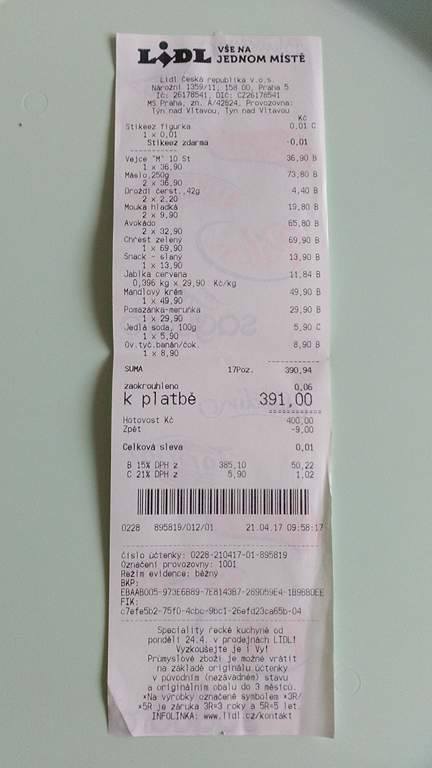 LIDL VŠE NA JEDNOM MÍSTĚ
Lidl Česká republika v.o.s.
Nárožní 1359/11, 158 00, Praha 5
IČ: 26178541, DIČ: CZ26178541
MS Praha, zn. A/42824, Provozovna:
Týn nad Vltavou, Týn nad Vltavou
Kč
Stikeez figurka 0,01 C
1 x 0,01
Stikeez zdarma -0,01
Vejce "M" 10 St 36,90 B
1 x 36,90
Máslo,250g 73,80 B
2 x 36,90
Droždí čerst.,42g 4,40 B
2 x 2,20
Mouka hladká 19,80 B
2 x 9,90
Avokádo 65,80 B
2 x 32,90
Chřest zelený 69,90 B
1 x 69,90
Snack - slaný 13,90 B
1 x 13,90
Jablka červená 11,84 B
0,396 kg x 29,90 Kč/kg
Mandlový krém 49,90 B
1 x 49,90
Pomazánka-meruňka 29,90 B
1 x 29,90
Jedlá soda, 100g 5,90 C
1 x 5,90
Ov.tyč.banán/čok. 8,90 B
1 x 8,90
SUMA 17Poz. 390,94
zaokrouhleno 0,06
k platbě 391,00
Hotovost Kč 400,00
Zpět -9,00
Celková sleva 0,01
B 15% DPH z 385,10 50,22
C 21% DPH z 5,90 1,02
0228 895819/012/01 21.04.17 09:58:17
číslo účtenky: 0228-210417-01-895819
Označení provozovny: 1001
Režim evidence: běžný
BKP:
FIK:
c7efe5b2-75f0-4cbc-9bc1-26efd23ca65b-04
Speciality řecké kuchyně od
pondělí 24.4. v prodejnách LIDL!
Vyzkoušejte je i Vy!
Průmyslové zboží je možné vrátit
na základě originálu účtenky
v původním (nezávadném) stavu
a originálním obalu do 3 měsíců.
*Na výrobky označené symbolem *3R/
*5R je záruka 3R=3 roky a 5R=5 let.
INFOLINKA: www.lidl.cz/kontakt